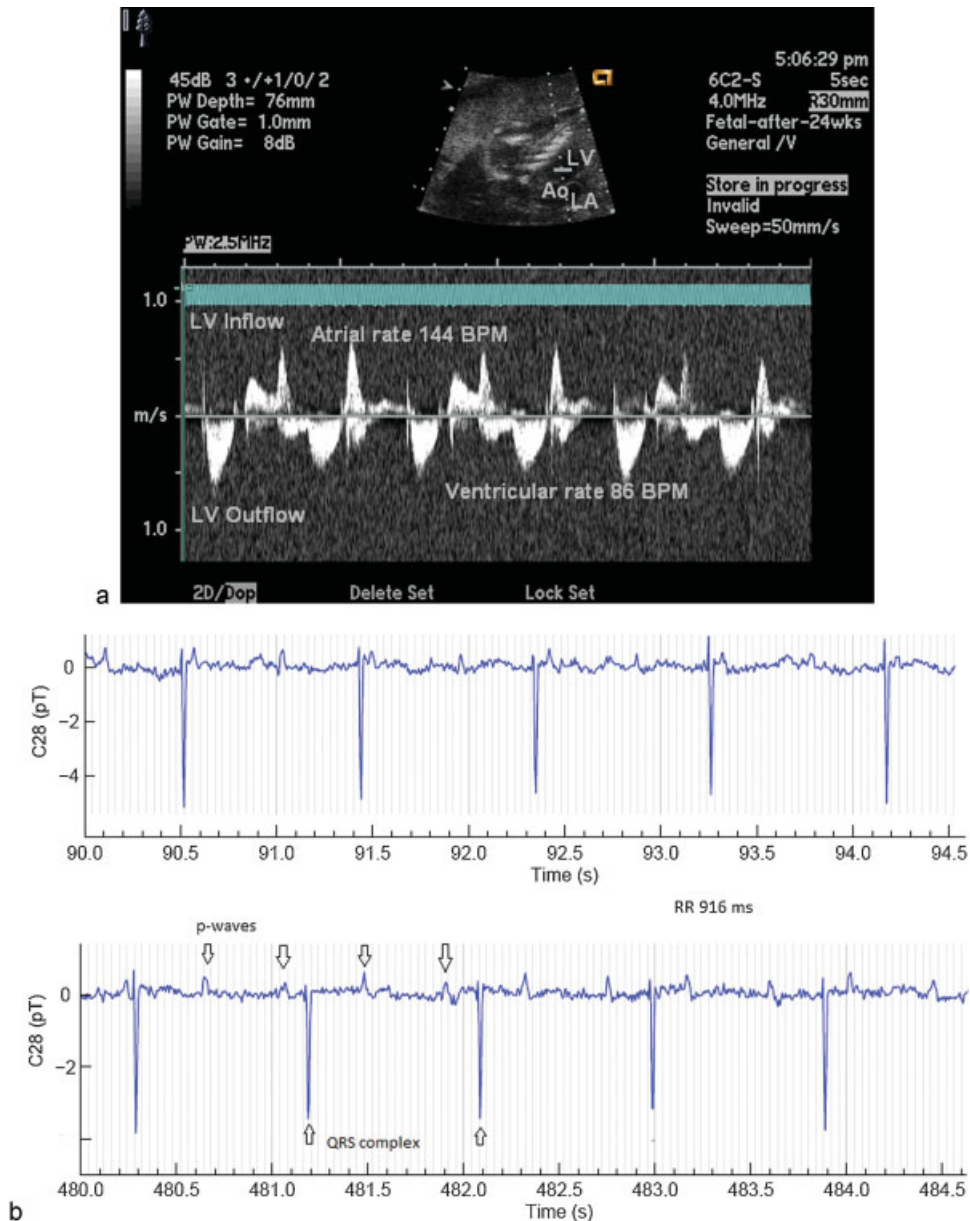 5:06:29 pm
45dB 3 +/+1/0/ 2
6C2-S 5sec
PW Depth= 76mm
4.0MHz R30mm
PW Gate= 1.0mm
Fetal-after-24wks
PW Gain= 8dB
General /V
LV
Ao LA
Store in progress
Invalid
Sweep=50mm/s
PW:2.5MHz
1.0
LV Inflow
Atrial rate 144 BPM
m/s
Ventricular rate 86 BPM
LV Outflow
1.0
2D/Dop Delete Set Lock Set
a
0
−2
−4
C28 (pT)
90.0 90.5 91.0 91.5 92.0 92.5 93.0 93.5 94.0 94.5
Time (s)
RR 916 ms
p-waves
0
−2
C28 (pT)
QRS complex
480.0 480.5 481.0 481.5 482.0 482.5 483.0 483.5 484.0 484.5
Time (s)
b